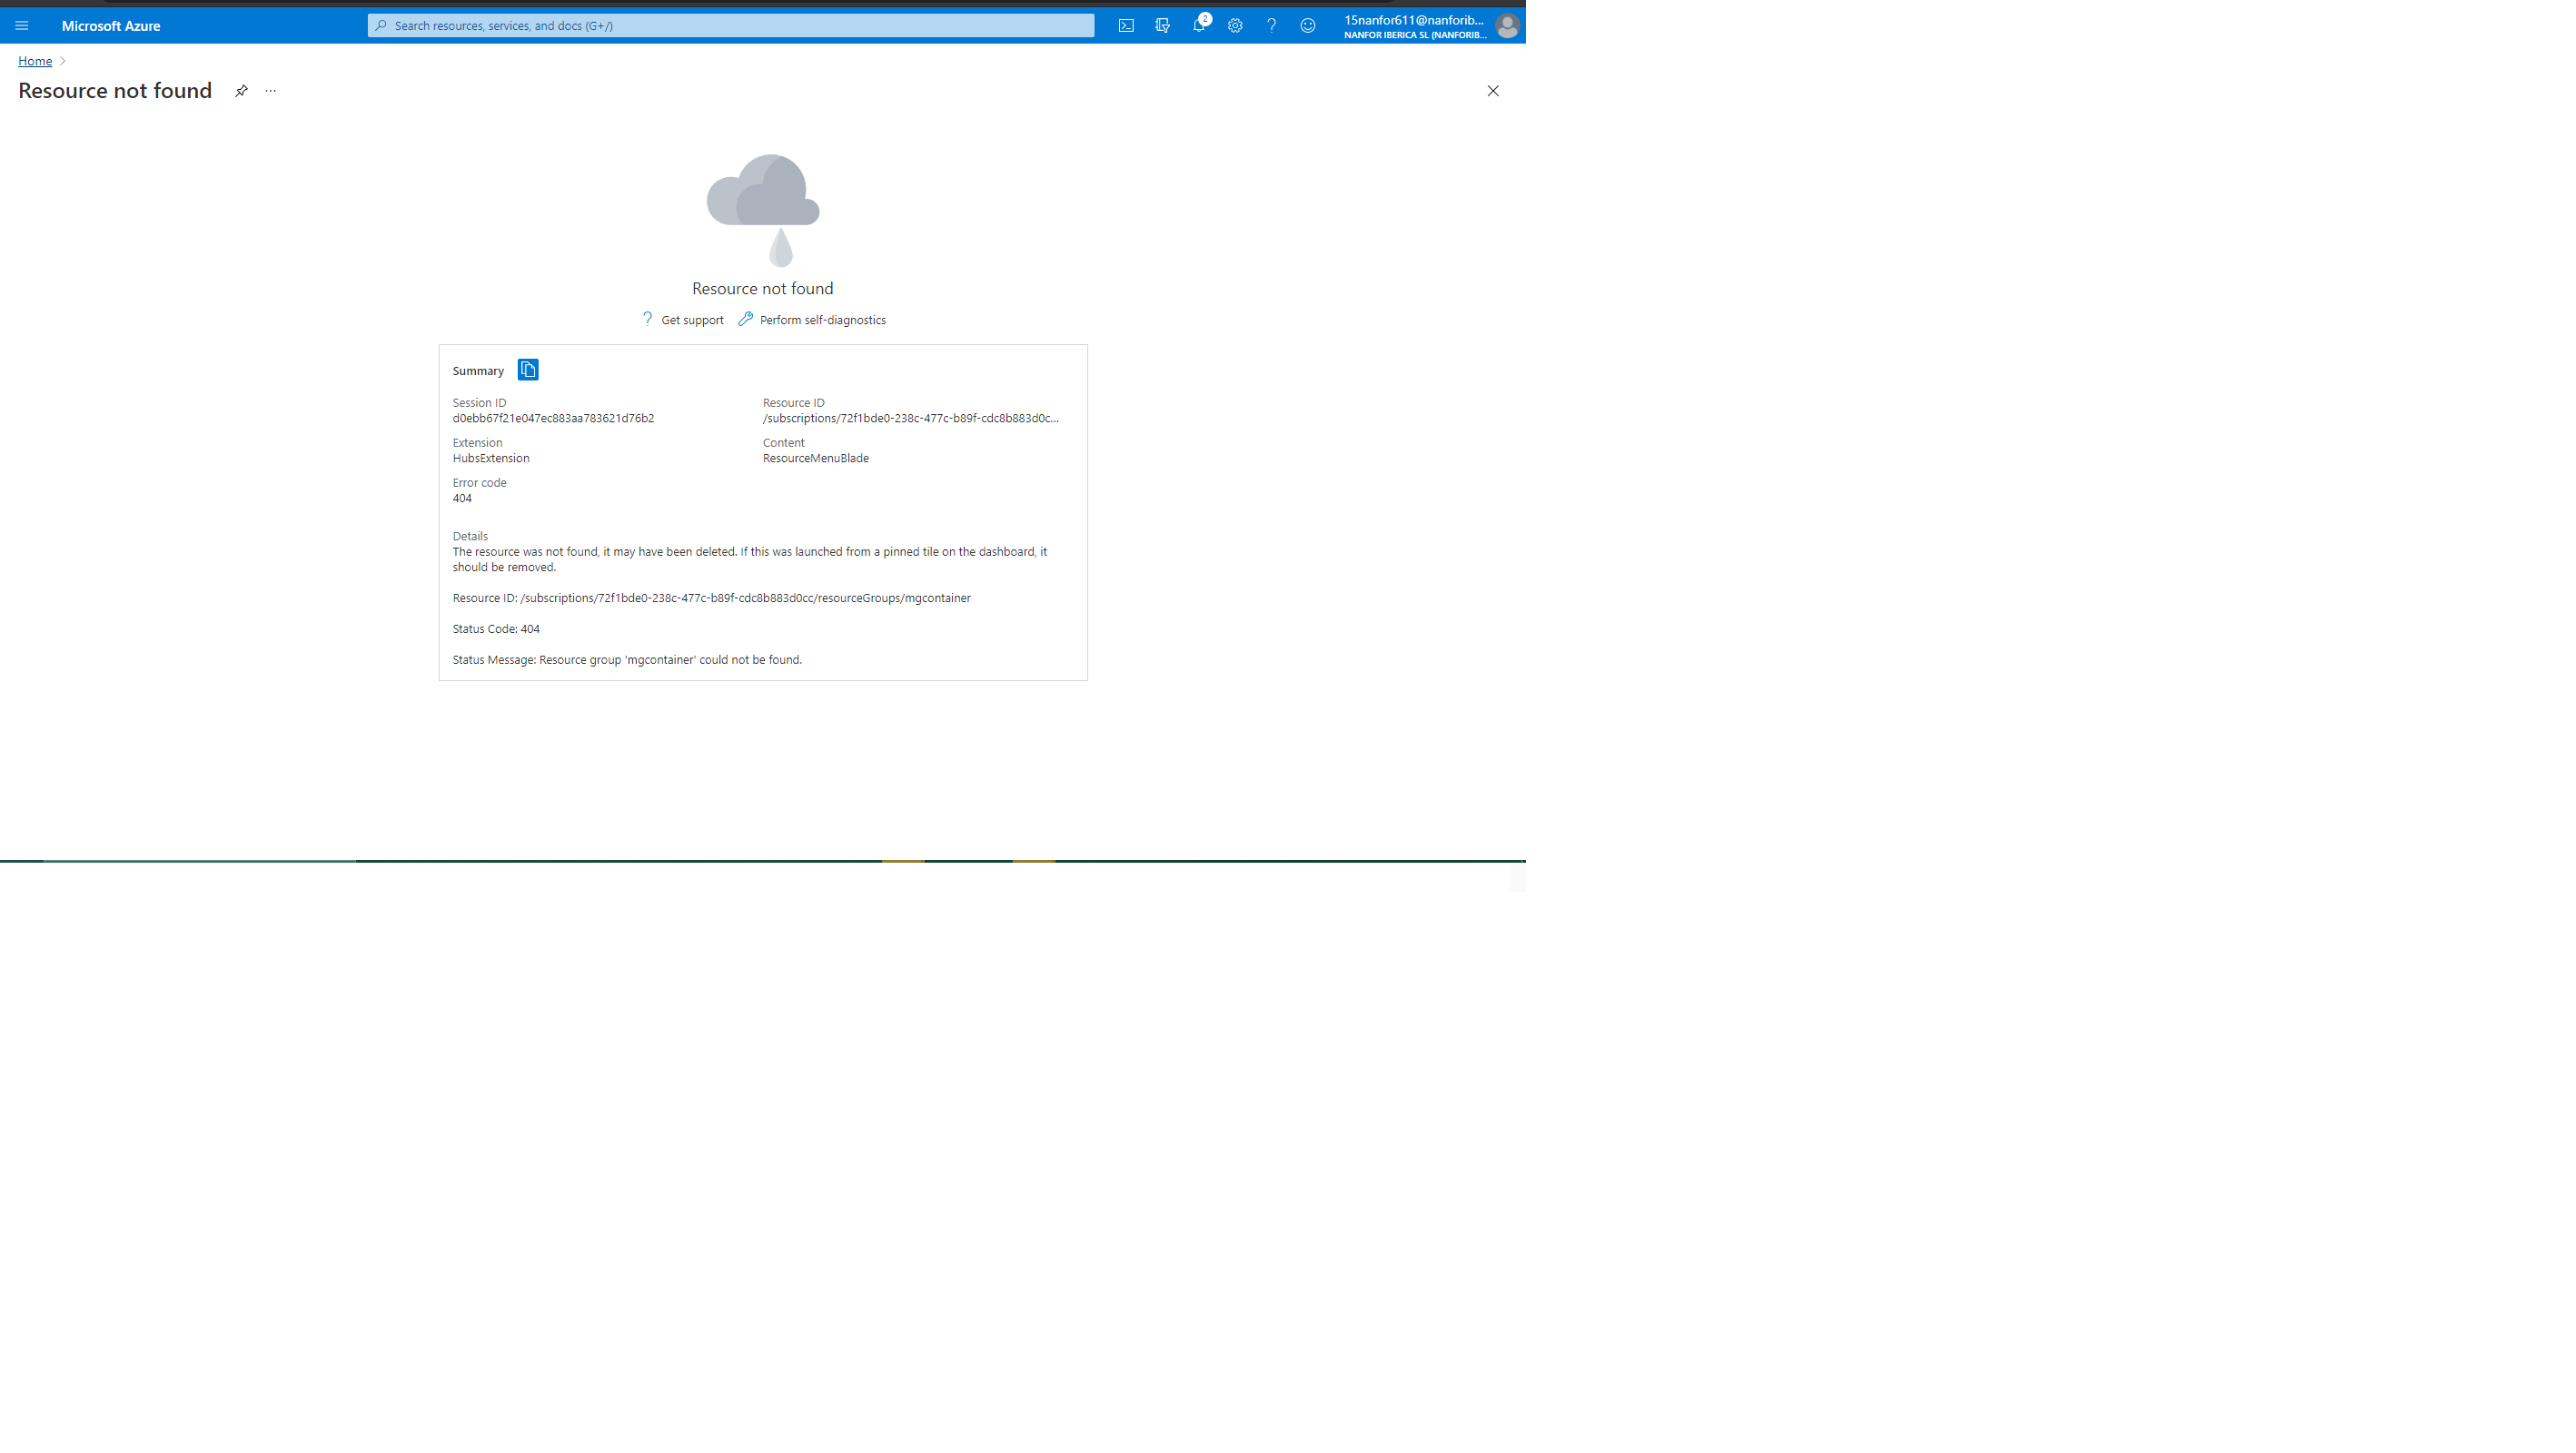 Microsoft Azure
Search resources, services, and docs (G+/)
2
15nanfor611@nanforib...
NANFOR IBERICA SL (NANFORIB...
Home
Resource not found
Resource not found
Get support
Perform self-diagnostics
Summary
Session ID
d0ebb67f21e047ec883aa783621d76b2
Resource ID
/subscriptions/72f1bde0-238c-477c-b89f-cdc8b883d0c...
Extension
HubsExtension
Content
ResourceMenuBlade
Error code
404
Details
The resource was not found, it may have been deleted. If this was launched from a pinned tile on the dashboard, it
should be removed.
Resource ID: /subscriptions/72f1bde0-238c-477c-b89f-cdc8b883d0cc/resourceGroups/mgcontainer
Status Code: 404
Status Message: Resource group 'mgcontainer' could not be found.